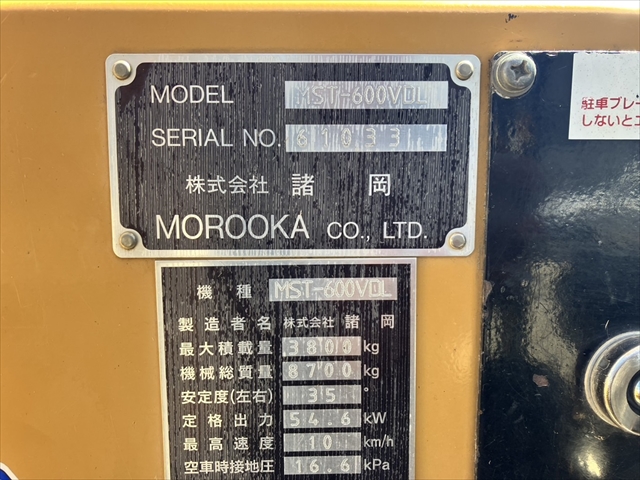 MODEL MST-600VDL
SERIAL NO. 61033
株式会社 諸岡
MOROOKA CO., LTD.
機種 MST-600VDL
製造者名 株式会社 諸岡
最大積載量 3800 kg
機械総質量 8700 kg
安定度(左右) 35 °
定格出力 54.6 kW
最高速度 10 km/h
空車時接地圧 16.6 kPa
駐車ブレー
しないとエ